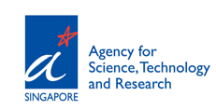 a
Agency for
Science, Technology
and Research
SINGAPORE